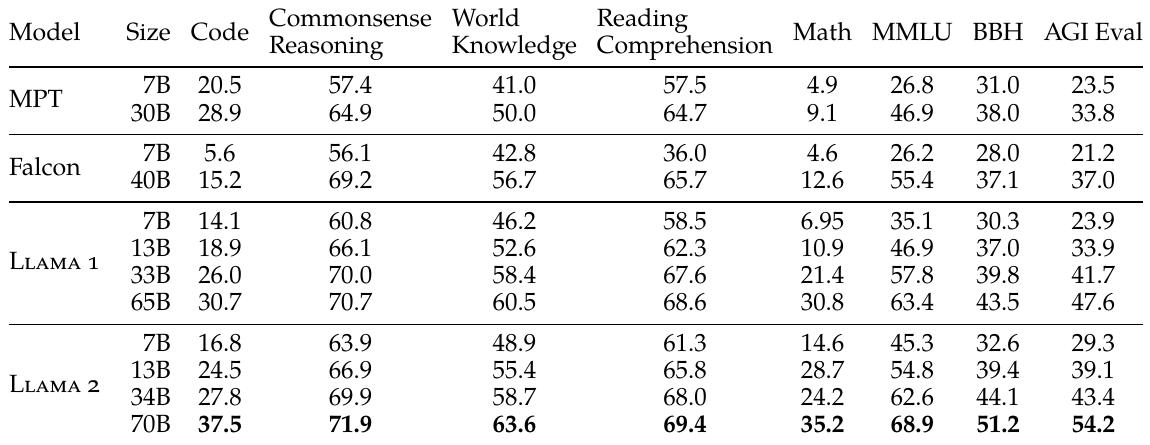 Model Size Code Commonsense Reasoning World Knowledge Reading Comprehension Math MMLU BBH AGI Eval
MPT 7B 20.5 57.4 41.0 57.5 4.9 26.8 31.0 23.5
30B 28.9 64.9 50.0 64.7 9.1 46.9 38.0 33.8
Falcon 7B 5.6 56.1 42.8 36.0 4.6 26.2 28.0 21.2
40B 15.2 69.2 56.7 65.7 12.6 55.4 37.1 37.0
Llama 1 7B 14.1 60.8 46.2 58.5 6.95 35.1 30.3 23.9
13B 18.9 66.1 52.6 62.3 10.9 46.9 37.0 33.9
33B 26.0 70.0 58.4 67.6 21.4 57.8 39.8 41.7
65B 30.7 70.7 60.5 68.6 30.8 63.4 43.5 47.6
Llama 2 7B 16.8 63.9 48.9 61.3 14.6 45.3 32.6 29.3
13B 24.5 66.9 55.4 65.8 28.7 54.8 39.4 39.1
34B 27.8 69.9 58.7 68.0 24.2 62.6 44.1 43.4
70B 37.5 71.9 63.6 69.4 35.2 68.9 51.2 54.2